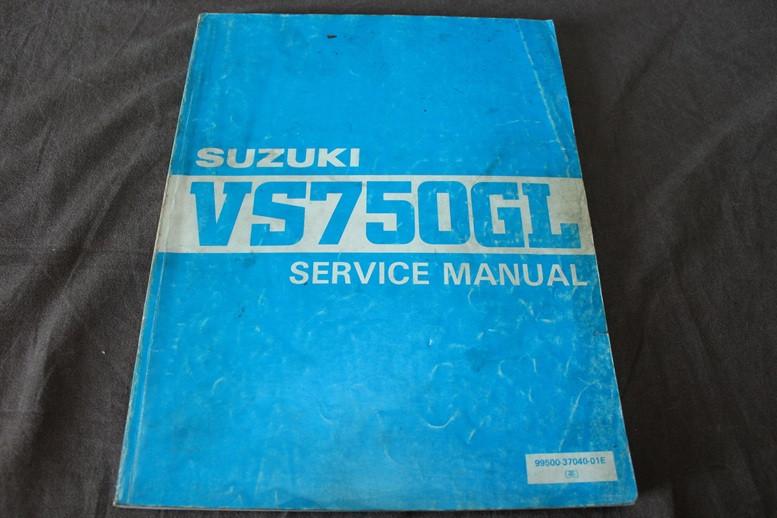 SUZUKI
VS750GL
SERVICE MANUAL
99500-37040-01E